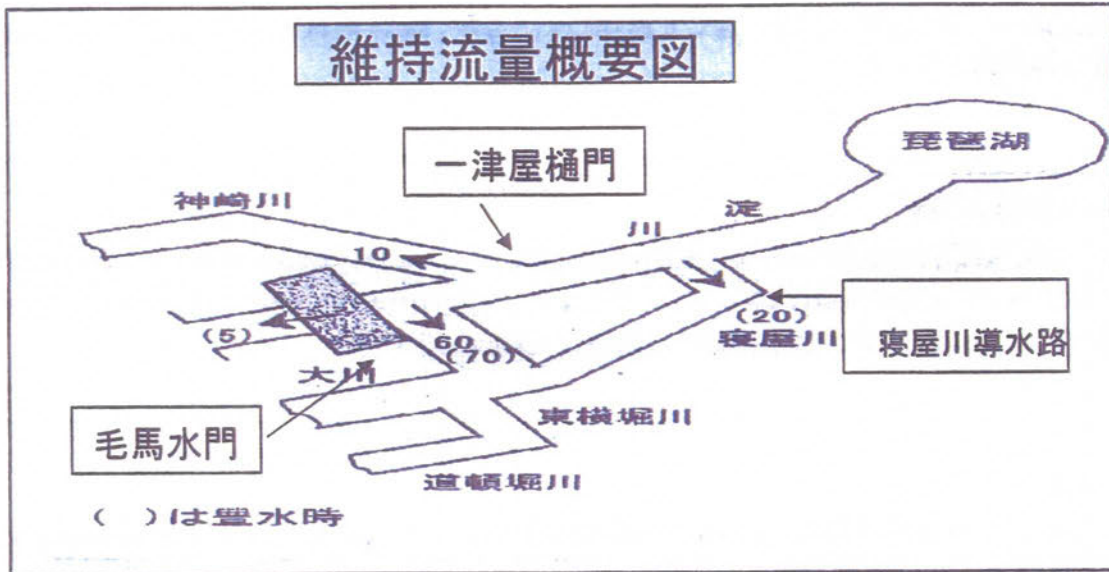 維持流量概要図
琵琶湖
一津屋樋門
神崎川
淀
川
10
(20)
寝屋川
寝屋川導水路
(5)
60
(70)
大川
東横堀川
毛馬水門
道頓堀川
( )は豊水時